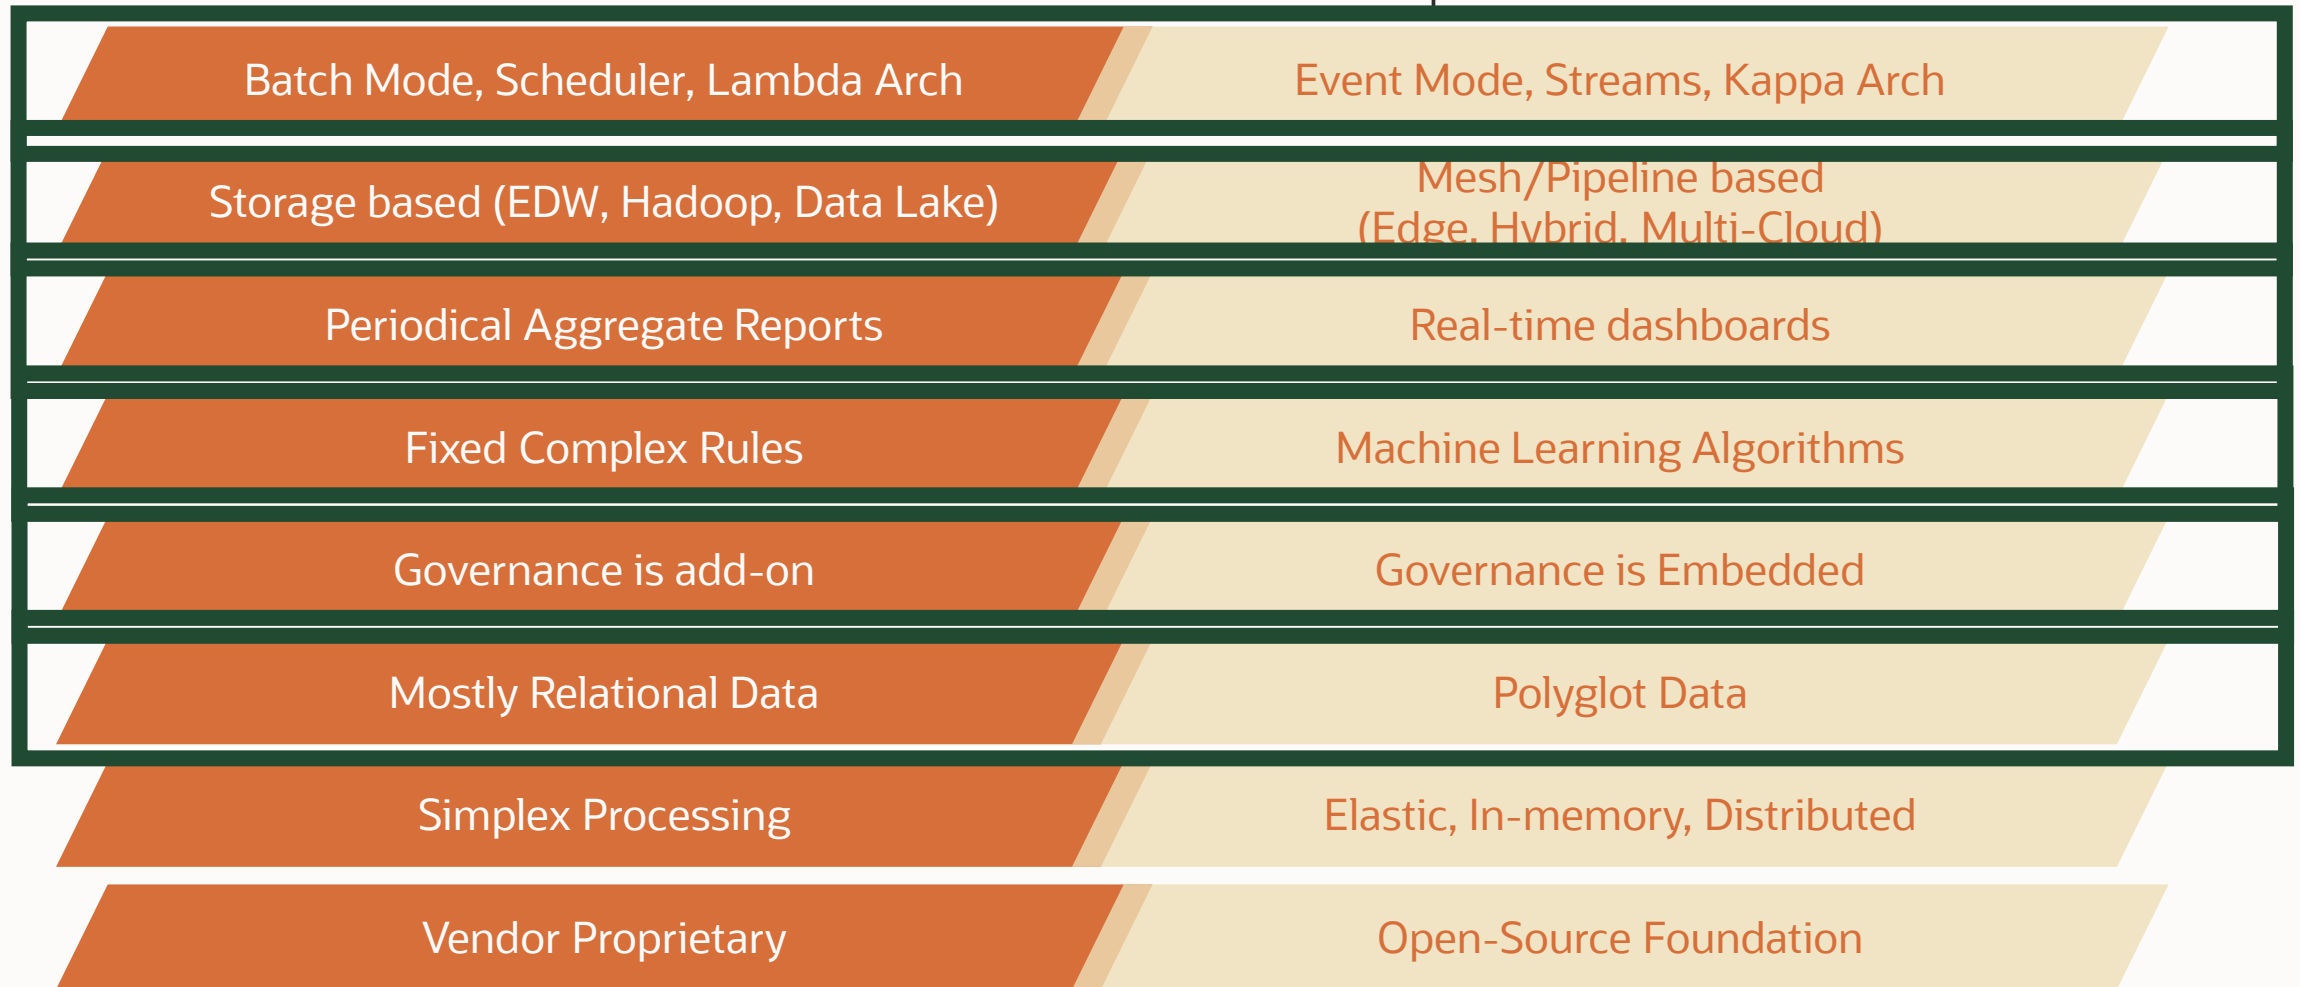 Batch Mode, Scheduler, Lambda Arch
Event Mode, Streams, Kappa Arch
Storage based (EDW, Hadoop, Data Lake)
Mesh/Pipeline based
(Edge, Hybrid, Multi-Cloud)
Periodical Aggregate Reports
Real-time dashboards
Fixed Complex Rules
Machine Learning Algorithms
Governance is add-on
Governance is Embedded
Mostly Relational Data
Polyglot Data
Simplex Processing
Elastic, In-memory, Distributed
Vendor Proprietary
Open-Source Foundation